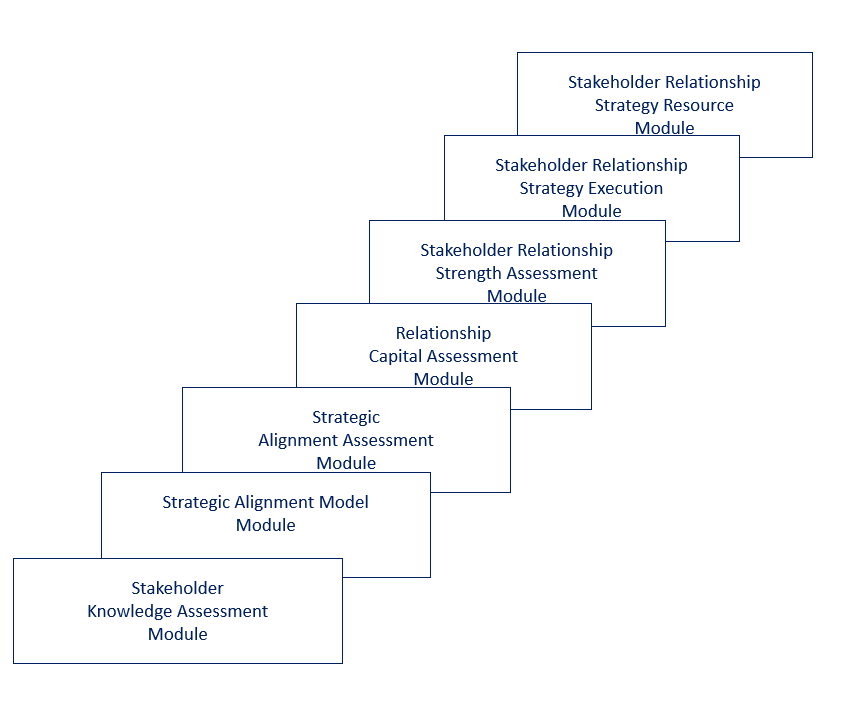 Stakeholder Relationship
Strategy Resource
Module
Stakeholder Relationship
Strategy Execution
Module
Stakeholder Relationship
Strength Assessment
Module
Relationship
Capital Assessment
Module
Strategic
Alignment Assessment
Module
Strategic Alignment Model
Module
Stakeholder
Knowledge Assessment
Module